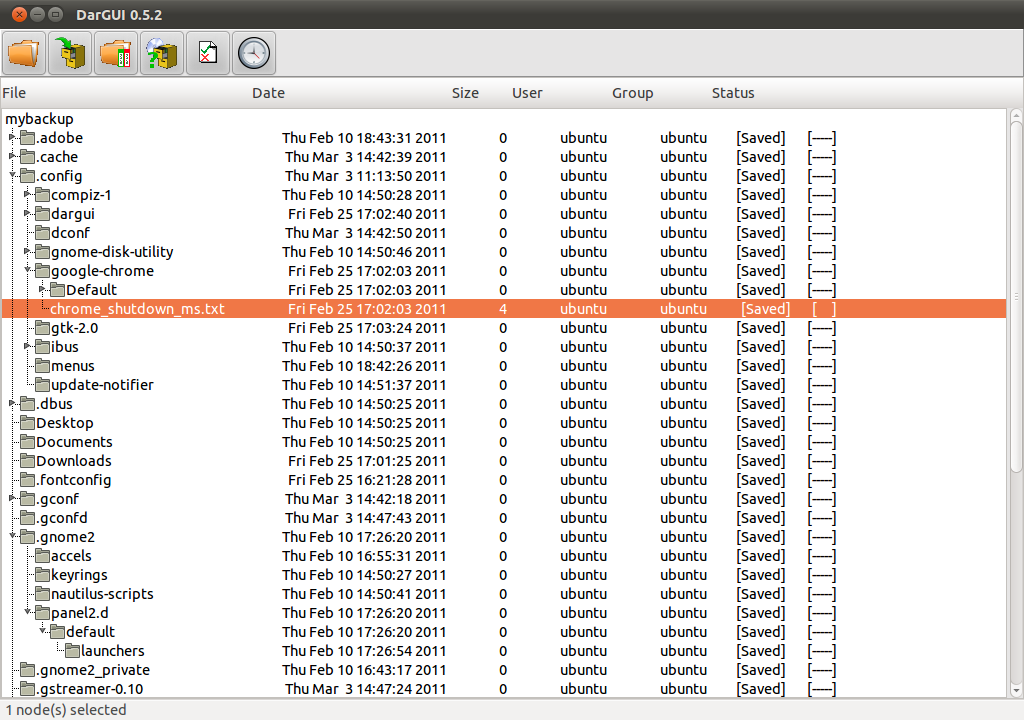 DarGUI 0.5.2
File Date Size User Group Status
mybackup
.adobe Thu Feb 10 18:43:31 2011 0 ubuntu ubuntu [Saved] [-----]
.cache Thu Mar 3 14:42:39 2011 0 ubuntu ubuntu [Saved] [-----]
.config Thu Mar 3 11:13:50 2011 0 ubuntu ubuntu [Saved] [-----]
compiz-1 Thu Feb 10 14:50:28 2011 0 ubuntu ubuntu [Saved] [-----]
dargui Fri Feb 25 17:02:40 2011 0 ubuntu ubuntu [Saved] [-----]
dconf Thu Mar 3 14:42:50 2011 0 ubuntu ubuntu [Saved] [-----]
gnome-disk-utility Thu Feb 10 14:50:46 2011 0 ubuntu ubuntu [Saved] [-----]
google-chrome Fri Feb 25 17:02:03 2011 0 ubuntu ubuntu [Saved] [-----]
Default Fri Feb 25 17:02:03 2011 0 ubuntu ubuntu [Saved] [-----]
chrome_shutdown_ms.txt Fri Feb 25 17:02:03 2011 4 ubuntu ubuntu [Saved] [ ]
gtk-2.0 Fri Feb 25 17:03:24 2011 0 ubuntu ubuntu [Saved] [-----]
ibus Thu Feb 10 14:50:37 2011 0 ubuntu ubuntu [Saved] [-----]
menus Thu Feb 10 18:42:26 2011 0 ubuntu ubuntu [Saved] [-----]
update-notifier Thu Feb 10 14:51:37 2011 0 ubuntu ubuntu [Saved] [-----]
.dbus Thu Feb 10 14:50:25 2011 0 ubuntu ubuntu [Saved] [-----]
Desktop Thu Feb 10 14:50:25 2011 0 ubuntu ubuntu [Saved] [-----]
Documents Thu Feb 10 14:50:25 2011 0 ubuntu ubuntu [Saved] [-----]
Downloads Fri Feb 25 17:01:25 2011 0 ubuntu ubuntu [Saved] [-----]
.fontconfig Fri Feb 25 16:21:28 2011 0 ubuntu ubuntu [Saved] [-----]
.gconf Thu Mar 3 14:42:18 2011 0 ubuntu ubuntu [Saved] [-----]
.gconfd Thu Mar 3 14:47:43 2011 0 ubuntu ubuntu [Saved] [-----]
.gnome2 Thu Feb 10 17:26:20 2011 0 ubuntu ubuntu [Saved] [-----]
accels Thu Feb 10 16:55:31 2011 0 ubuntu ubuntu [Saved] [-----]
keyrings Thu Feb 10 14:50:27 2011 0 ubuntu ubuntu [Saved] [-----]
nautilus-scripts Thu Feb 10 14:50:41 2011 0 ubuntu ubuntu [Saved] [-----]
panel2.d Thu Feb 10 17:26:20 2011 0 ubuntu ubuntu [Saved] [-----]
default Thu Feb 10 17:26:20 2011 0 ubuntu ubuntu [Saved] [-----]
launchers Thu Feb 10 17:26:54 2011 0 ubuntu ubuntu [Saved] [-----]
.gnome2_private Thu Feb 10 16:43:17 2011 0 ubuntu ubuntu [Saved] [-----]
.gstreamer-0.10 Thu Mar 3 14:47:24 2011 0 ubuntu ubuntu [Saved] [-----]
1 node(s) selected